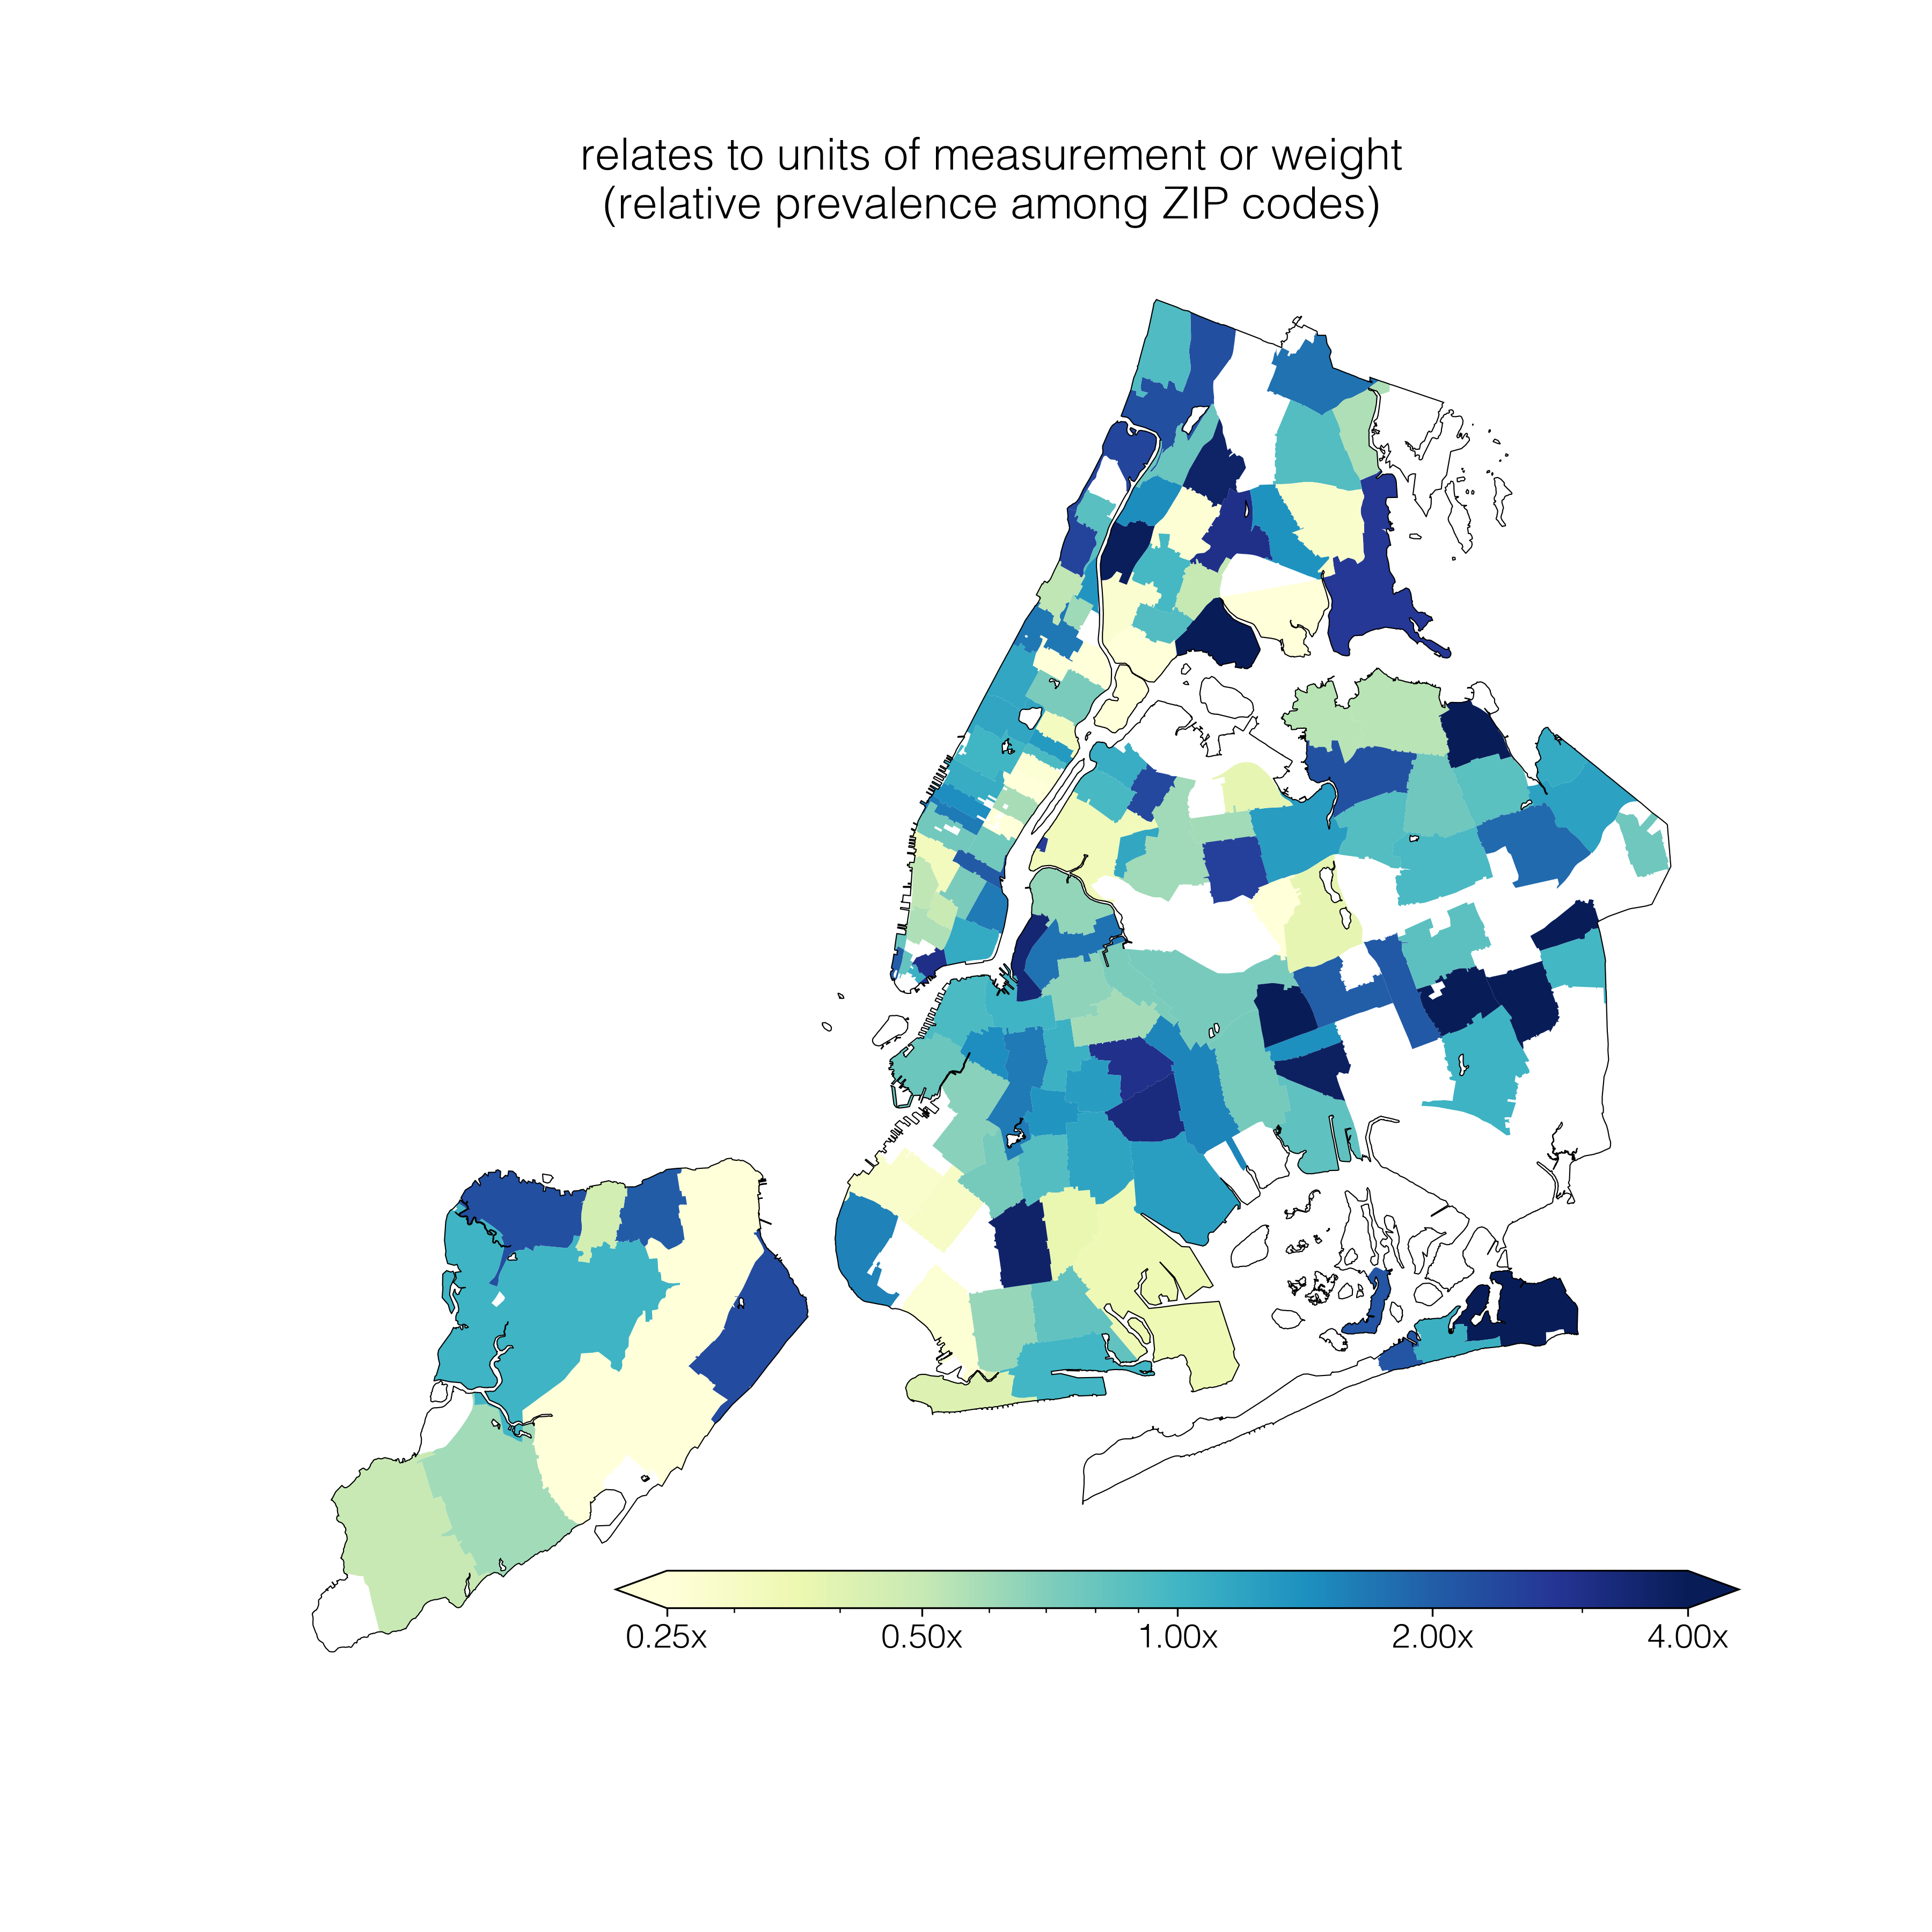 relates to units of measurement or weight
(relative prevalence among ZIP codes)
0.25x 0.50x 1.00x 2.00x 4.00x